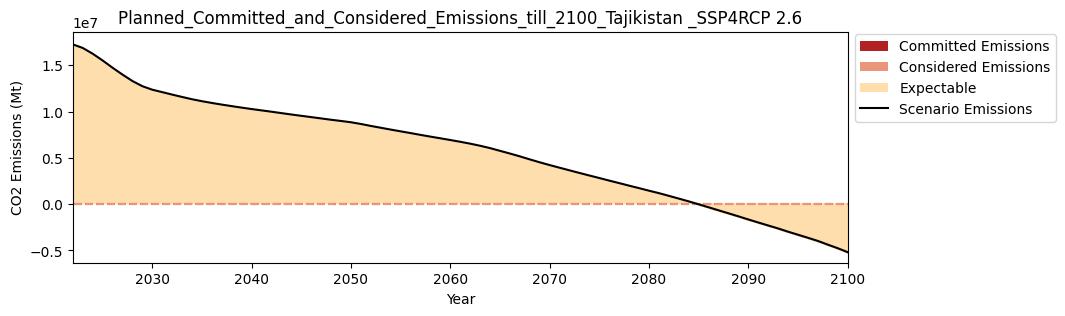 Planned_Committed_and_Considered_Emissions_till_2100_Tajikistan _SSP4RCP 2.6
1e7
1.5
1.0
0.5
0.0
−0.5
CO2 Emissions (Mt)
2030 2040 2050 2060 2070 2080 2090 2100
Year
Committed Emissions
Considered Emissions
Expectable
Scenario Emissions